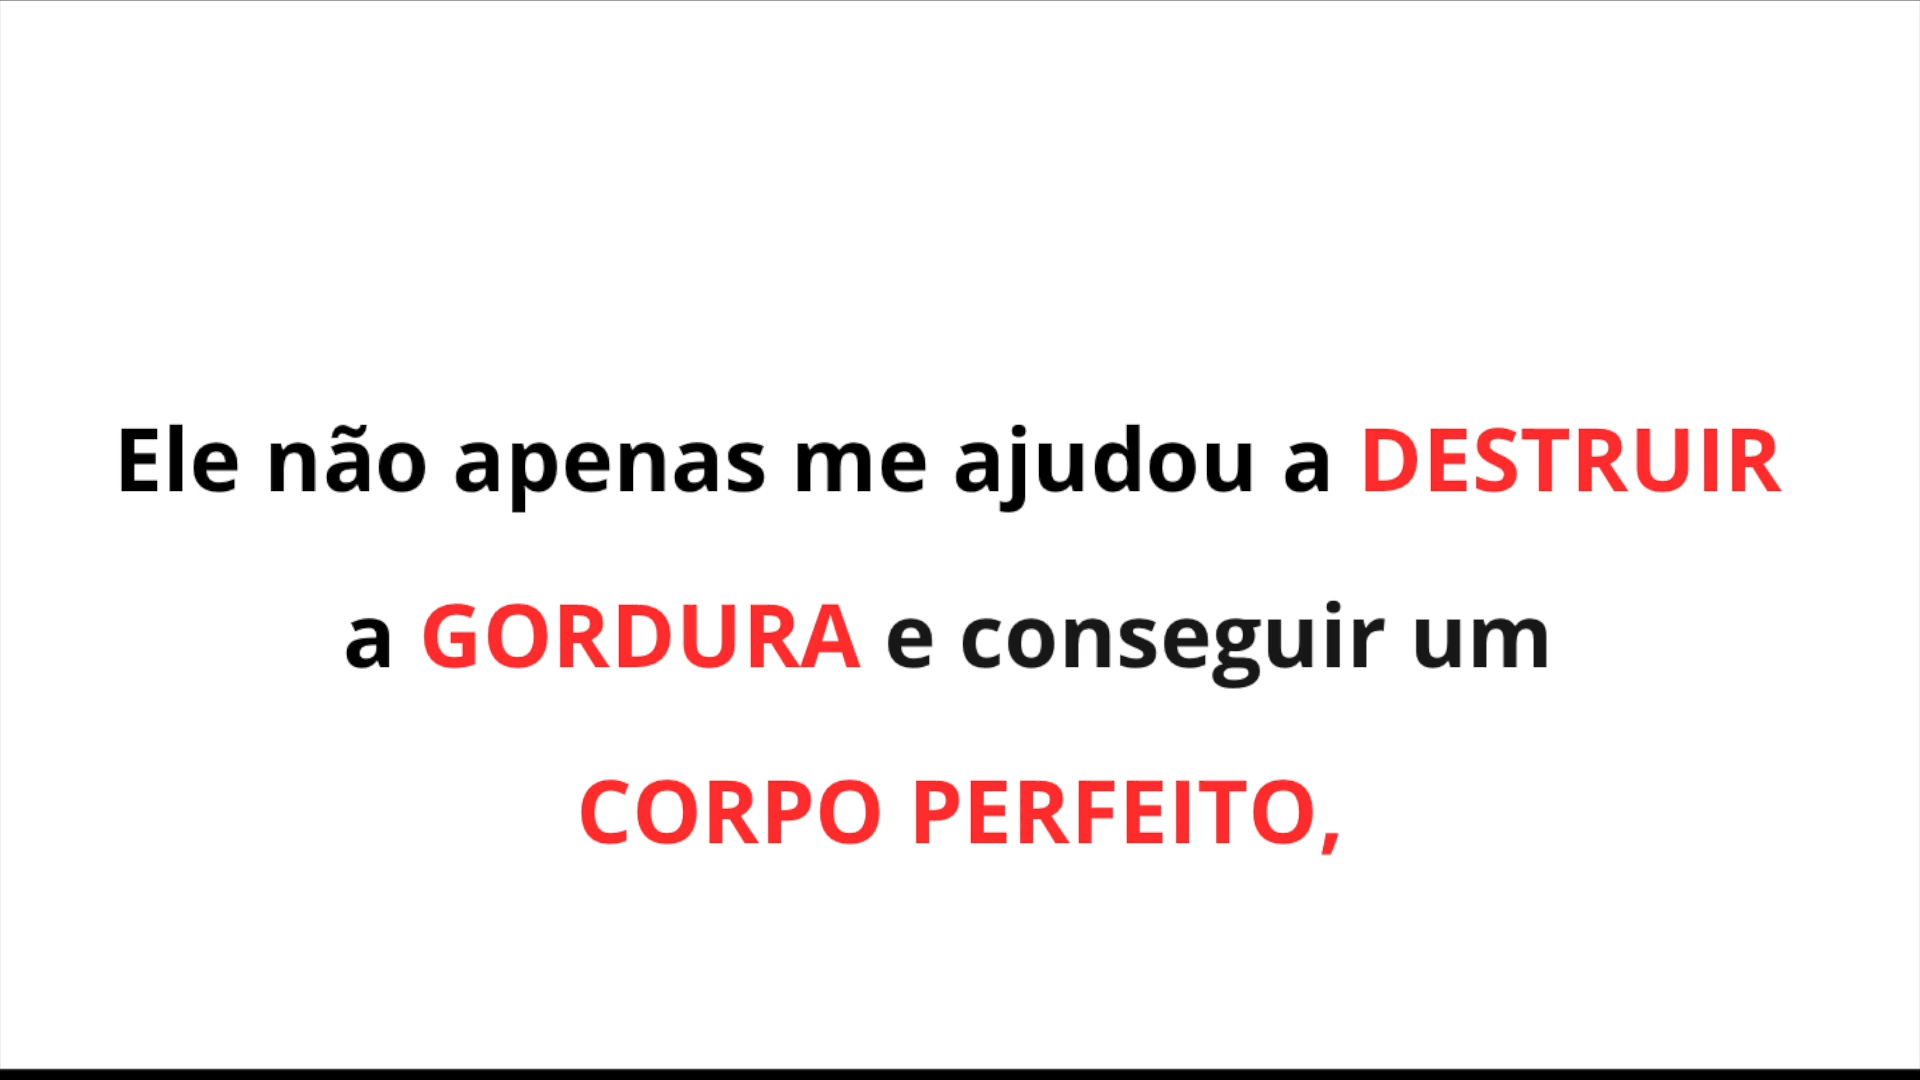 Ele não apenas me ajudou a DESTRUIR
a GORDURA e conseguir um
CORPO PERFEITO,